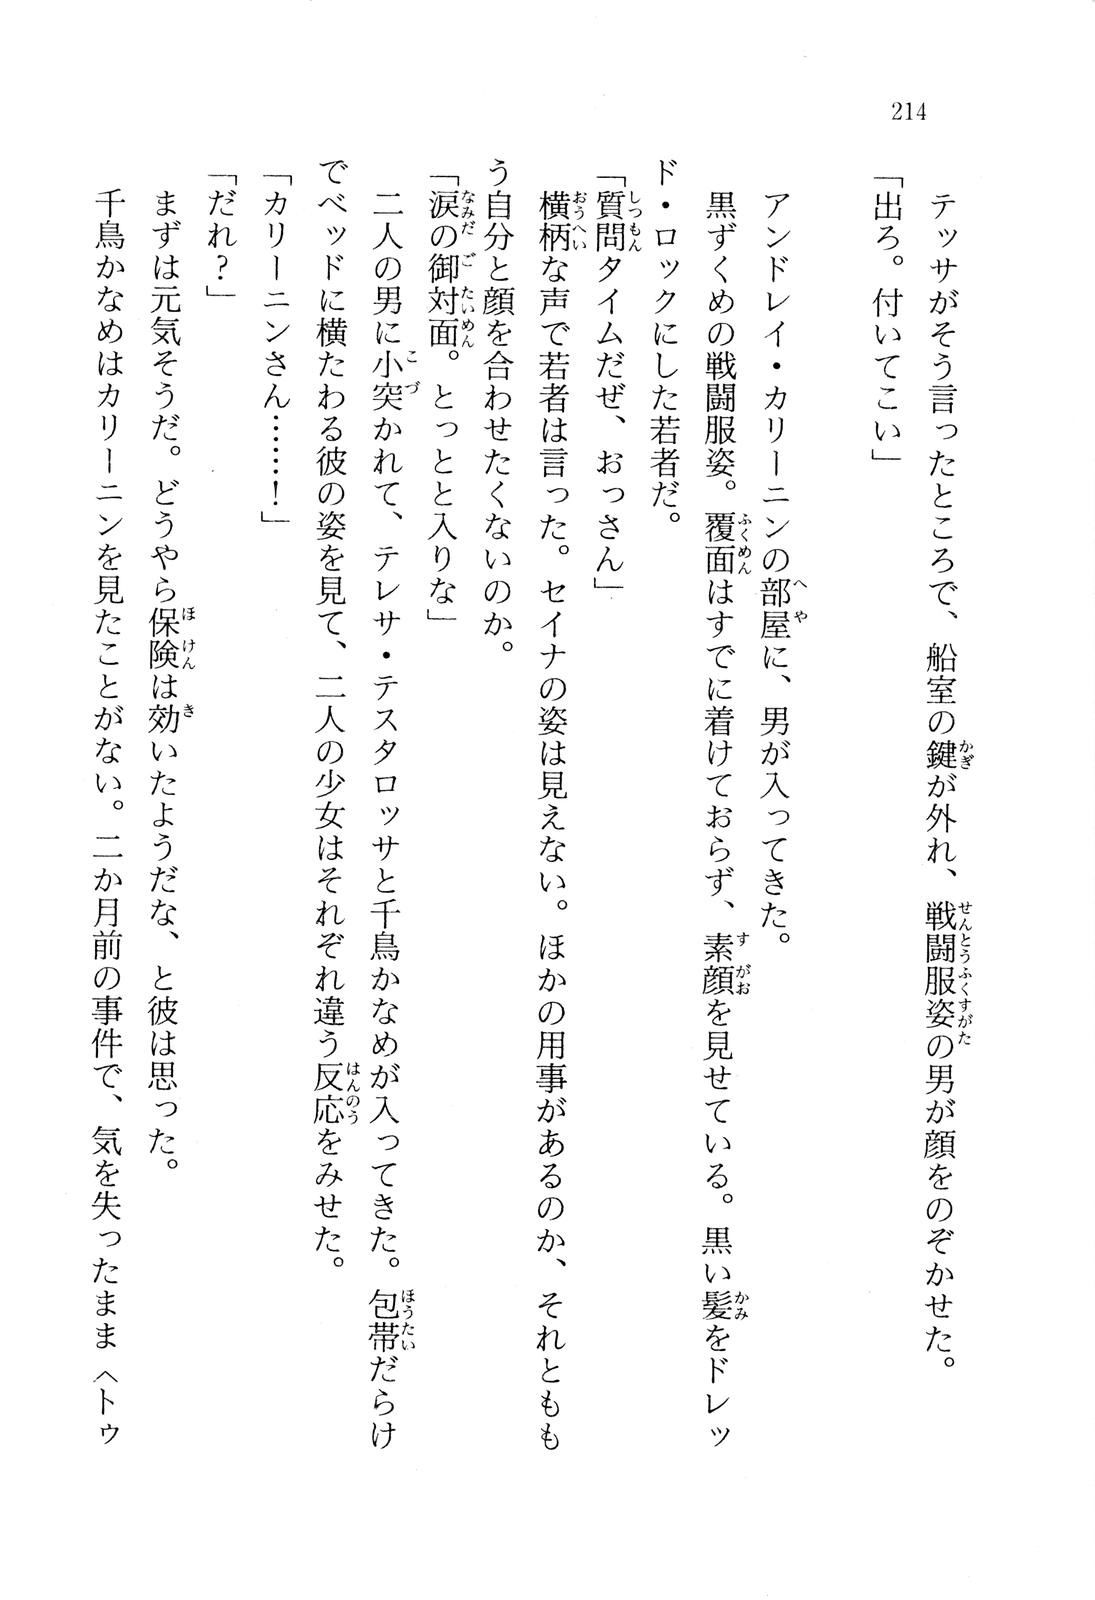 214
テッサがそう言ったところで、船室の鍵が外れ、戦闘服姿の男が顔をのぞかせた。
「出ろ。付いてこい」
アンドレイ・カリーニンの部屋に、男が入ってきた。
黒ずくめの戦闘服姿。覆面はすでに着けておらず、素顔を見せている。黒い髪をドレッ
ド・ロックにした若者だ。
「質問タイムだぜ、おっさん」
横柄な声で若者は言った。セイナの姿は見えない。ほかの用事があるのか、それとも
う自分と顔を合わせたくないのか。
「涙の御対面。とっとと入りな」
二人の男に小突かれて、テレサ・テスタロッサと千鳥かなめが入ってきた。包帯だらけ
でベッドに横たわる彼の姿を見て、二人の少女はそれぞれ違う反応をみせた。
「カリーニンさん……！」
「だれ？」
まずは元気そうだ。どうやら保険は効いたようだな、と彼は思った。
千鳥かなめはカリーニンを見たことがない。二か月前の事件で、気を失ったまま〈トゥ